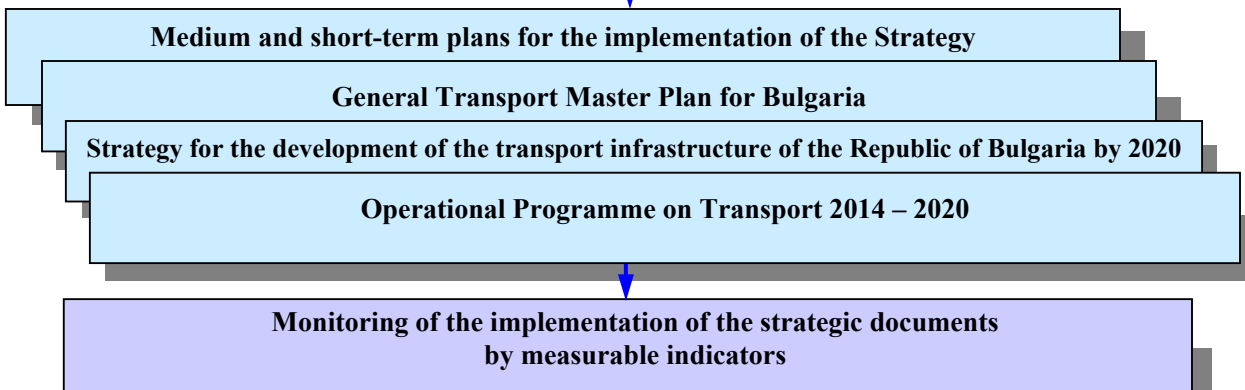 Medium and short-term plans for the implementation of the Strategy
General Transport Master Plan for Bulgaria
Strategy for the development of the transport infrastructure of the Republic of Bulgaria by 2020
Operational Programme on Transport 2014 – 2020
Monitoring of the implementation of the strategic documents
by measurable indicators